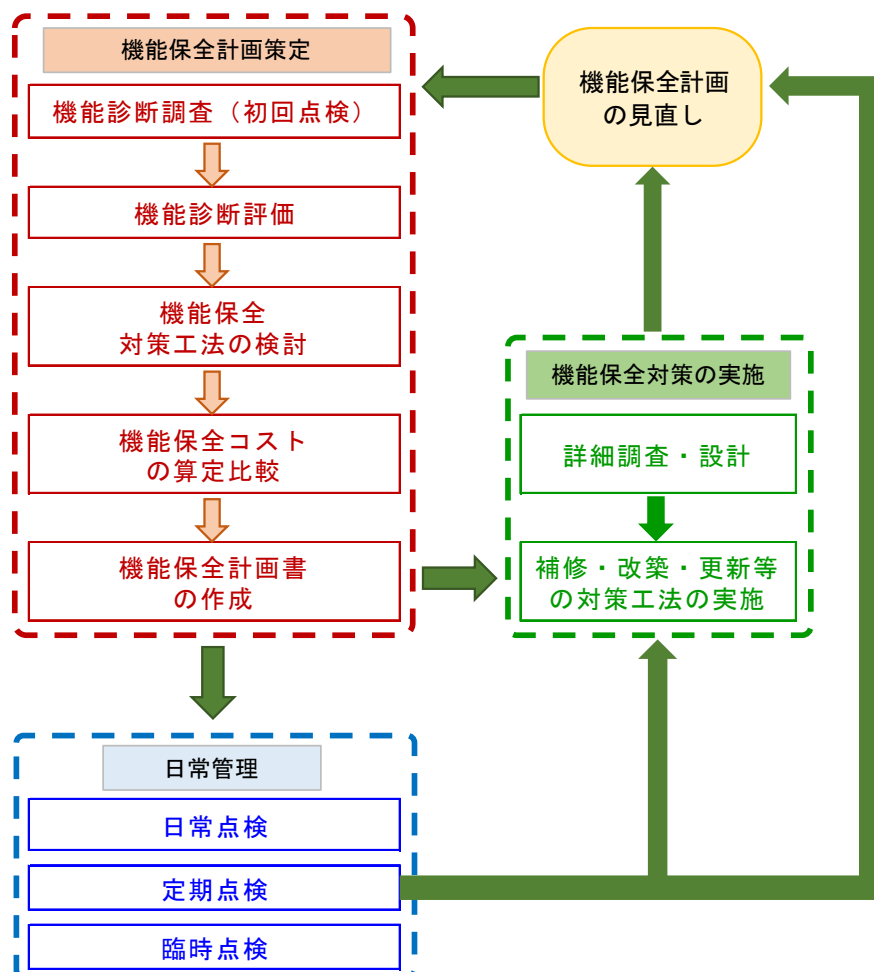 機能保全計画策定
機能診断調査（初回点検）
機能診断評価
機能保全
対策工法の検討
機能保全コスト
の算定比較
機能保全計画書
の作成
機能保全計画
の見直し
機能保全対策の実施
詳細調査・設計
補修・改築・更新等
の対策工法の実施
日常管理
日常点検
定期点検
臨時点検